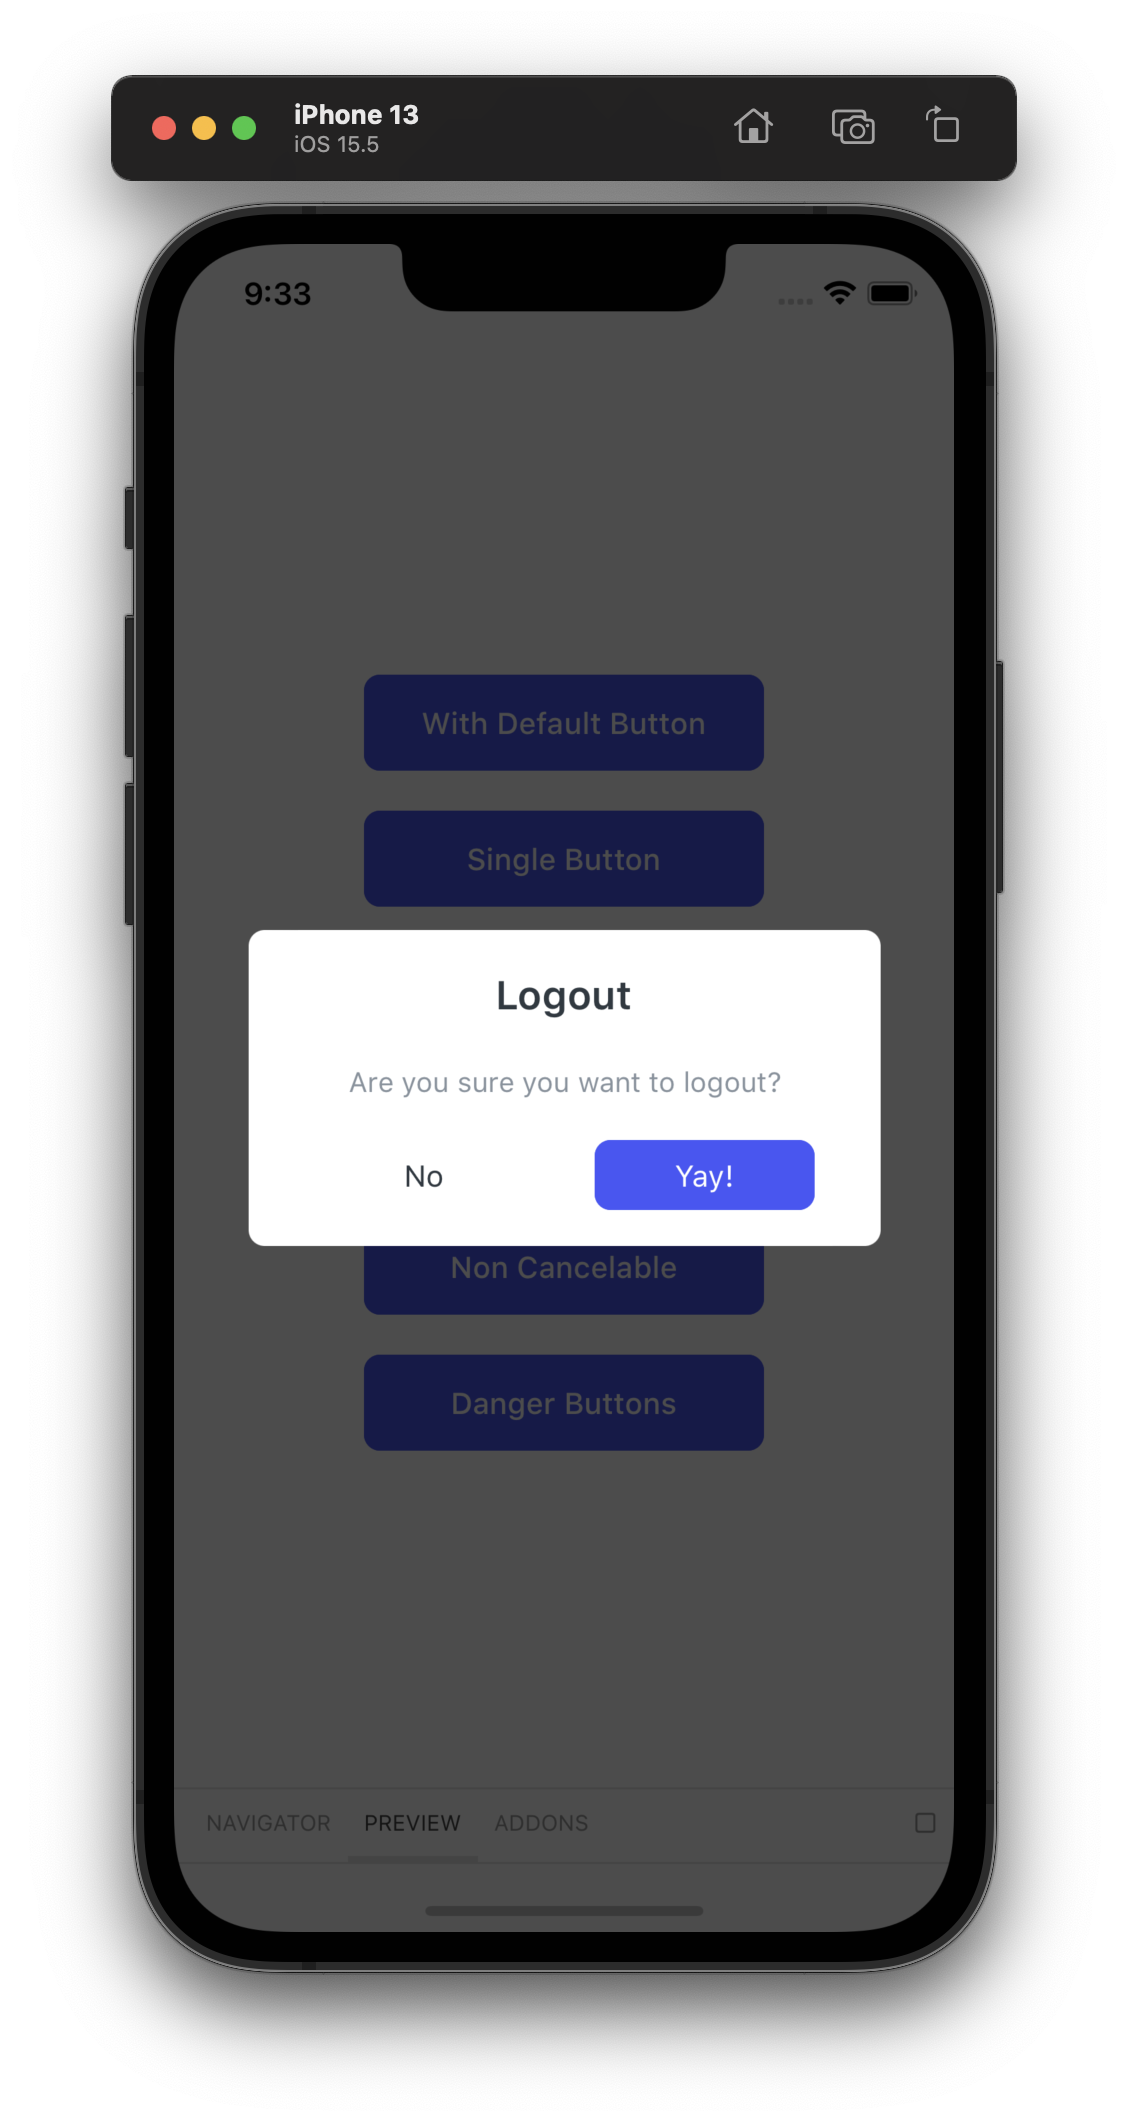 iPhone 13
iOS 15.5
9:33
With Default Button
Single Button
Logout
Are you sure you want to logout?
No
Yay!
Non Cancelable
Danger Buttons
NAVIGATOR
PREVIEW
ADDONS